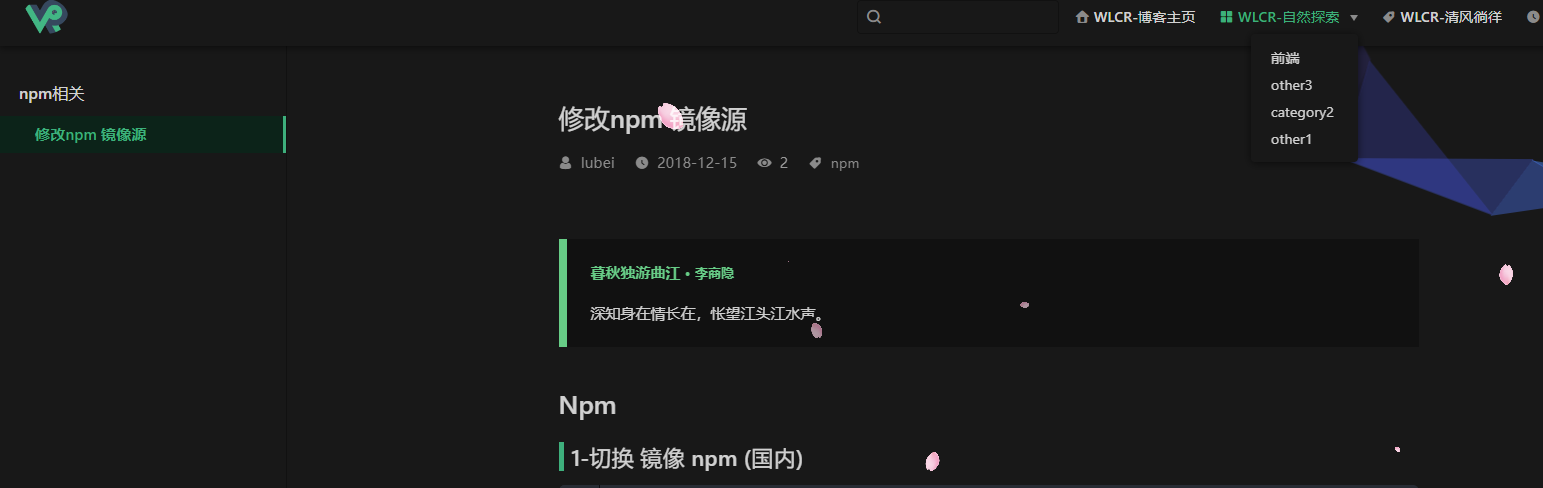 WLCR-博客主页
WLCR-自然探索
WLCR-清风徜徉
前端
other3
category2
other1
npm相关
修改npm 镜像源
修改npm 镜像源
lubei 2018-12-15 2 npm
暮秋独游曲江 • 李商隐
深知身在情长在，怅望江头江水声。
Npm
1-切换 镜像 npm (国内)